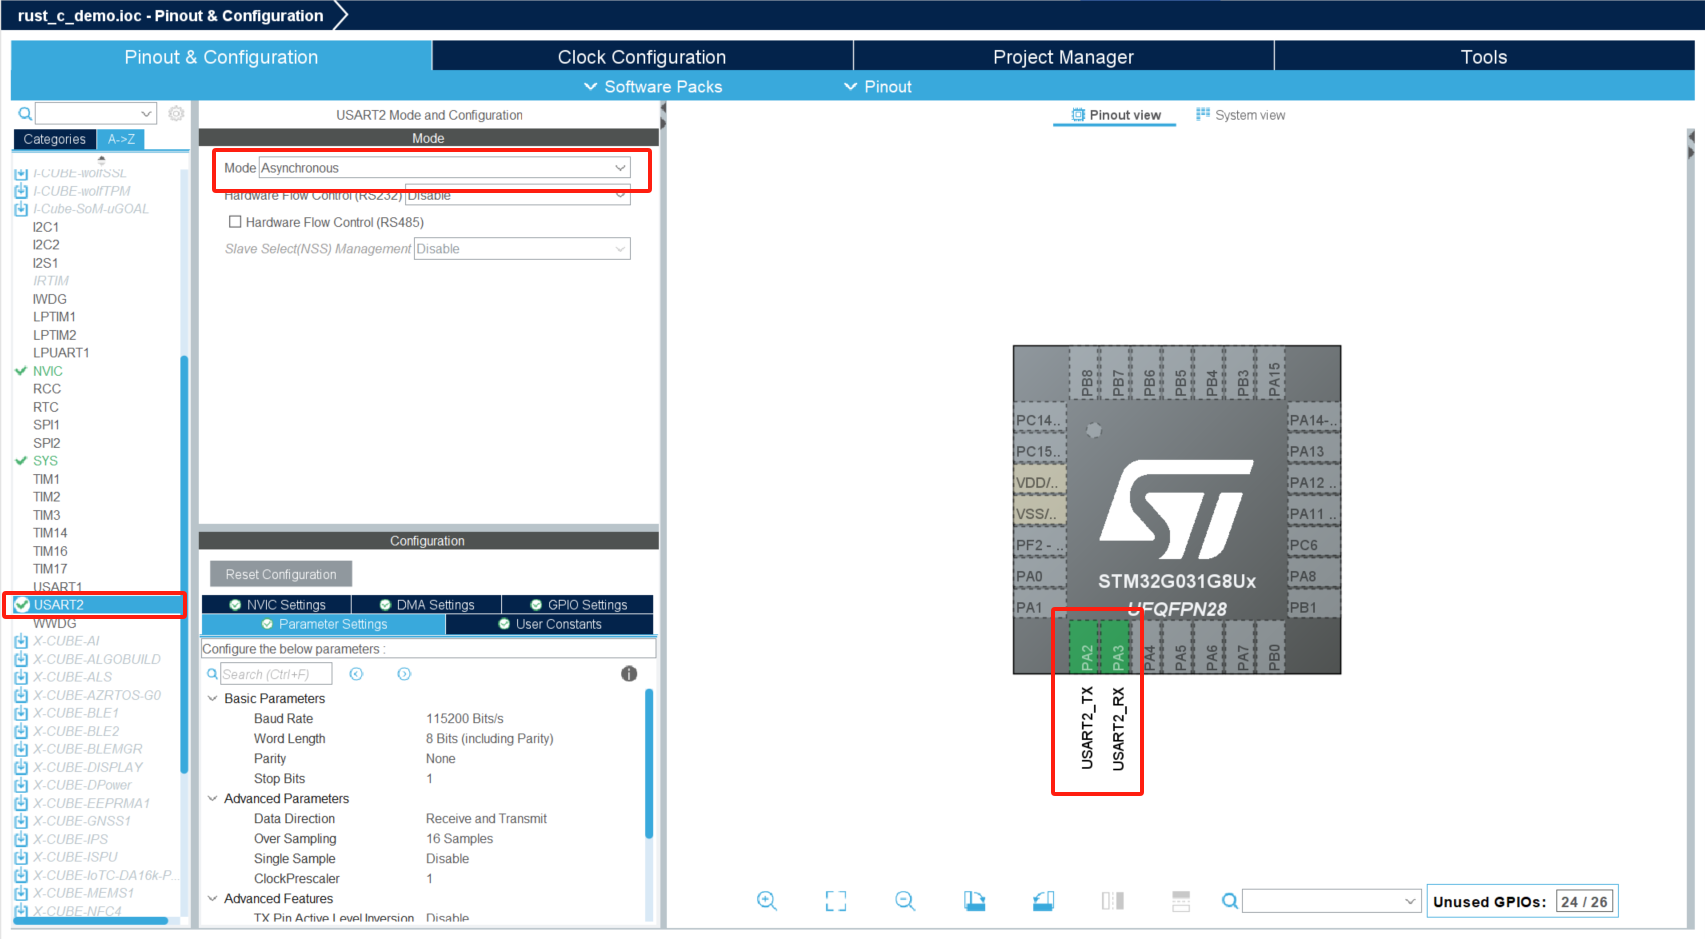 rust_c_demo.ioc - Pinout & Configuration
Pinout & Configuration
Clock Configuration
Project Manager
Tools
Software Packs
Pinout
Categories
A->Z
I-CUBE-wolfSSL
I-CUBE-wolfTPM
I-Cube-SoM-uGOAL
I2C1
I2C2
I2S1
IRTIM
IWDG
LPTIM1
LPTIM2
LPUART1
NVIC
RCC
RTC
SPI1
SPI2
SYS
TIM1
TIM2
TIM3
TIM14
TIM16
TIM17
USART1
USART2
WWDG
X-CUBE-AI
X-CUBE-ALGOBUILD
X-CUBE-ALS
X-CUBE-AZRTOS-G0
X-CUBE-BLE1
X-CUBE-BLE2
X-CUBE-BLEMGR
X-CUBE-DISPLAY
X-CUBE-DPower
X-CUBE-EEPRMA1
X-CUBE-GNSS1
X-CUBE-IPS
X-CUBE-ISPU
X-CUBE-IoTC-DA16k-P...
X-CUBE-MEMS1
X-CUBE-NFC4
USART2 Mode and Configuration
Mode
Mode Asynchronous
Hardware Flow Control (RS232) Disable
Hardware Flow Control (RS485)
Slave Select(NSS) Management Disable
Configuration
Reset Configuration
NVIC Settings
DMA Settings
GPIO Settings
Parameter Settings
User Constants
Configure the below parameters :
Search (Ctrl+F)
Basic Parameters
Baud Rate 115200 Bits/s
Word Length 8 Bits (including Parity)
Parity None
Stop Bits 1
Advanced Parameters
Data Direction Receive and Transmit
Over Sampling 16 Samples
Single Sample Disable
ClockPrescaler 1
Advanced Features
TX Pin Active Level Inversion Disable
Pinout view
System view
PB8
PB7
PB6
PB5
PB4
PB3
PA15
PC14..
PC15..
VDD/..
VSS/..
PF2 - ..
PA0
PA1
PA14-..
PA13
PA12 ..
PA11 ..
PC6
PA8
PB1
ST
STM32G031G8Ux
UFQFPN28
PA2
PA3
PA4
PA5
PA6
PA7
PB0
USART2_TX
USART2_RX
Unused GPIOs: 24 / 26